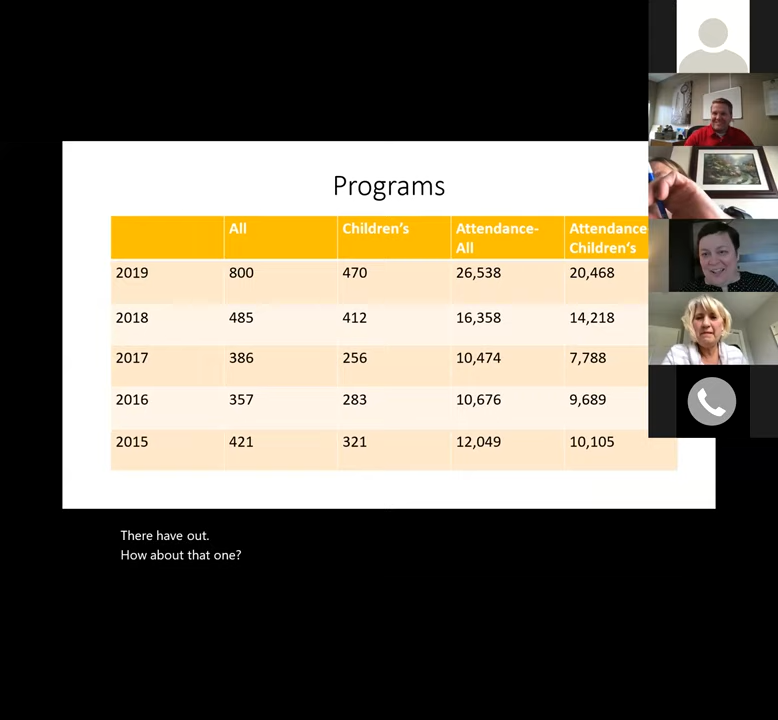 Programs
All Children's Attendance-All Attendance Children's
2019 800 470 26,538 20,468
2018 485 412 16,358 14,218
2017 386 256 10,474 7,788
2016 357 283 10,676 9,689
2015 421 321 12,049 10,105
There have out.
How about that one?